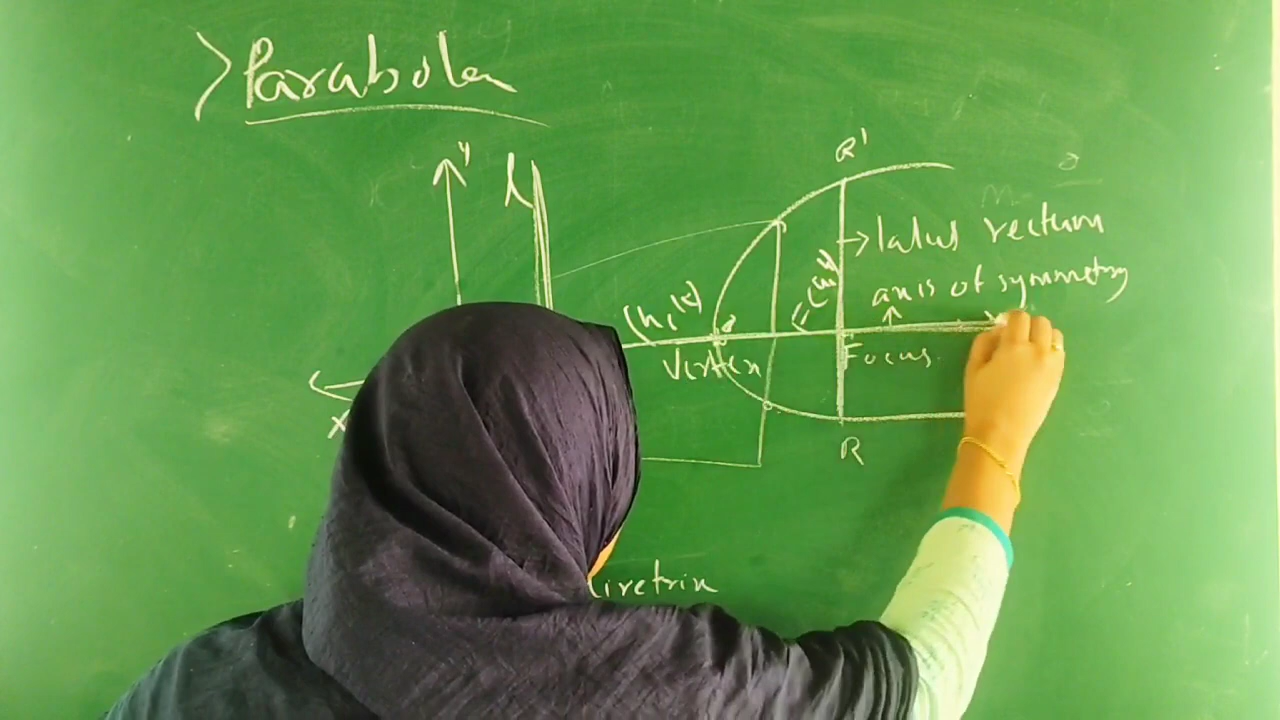 > Parabola
y
l
R'
latus rectum
axis of symmetry
(h, k)
Vertex
Focus
x
R
irectrix